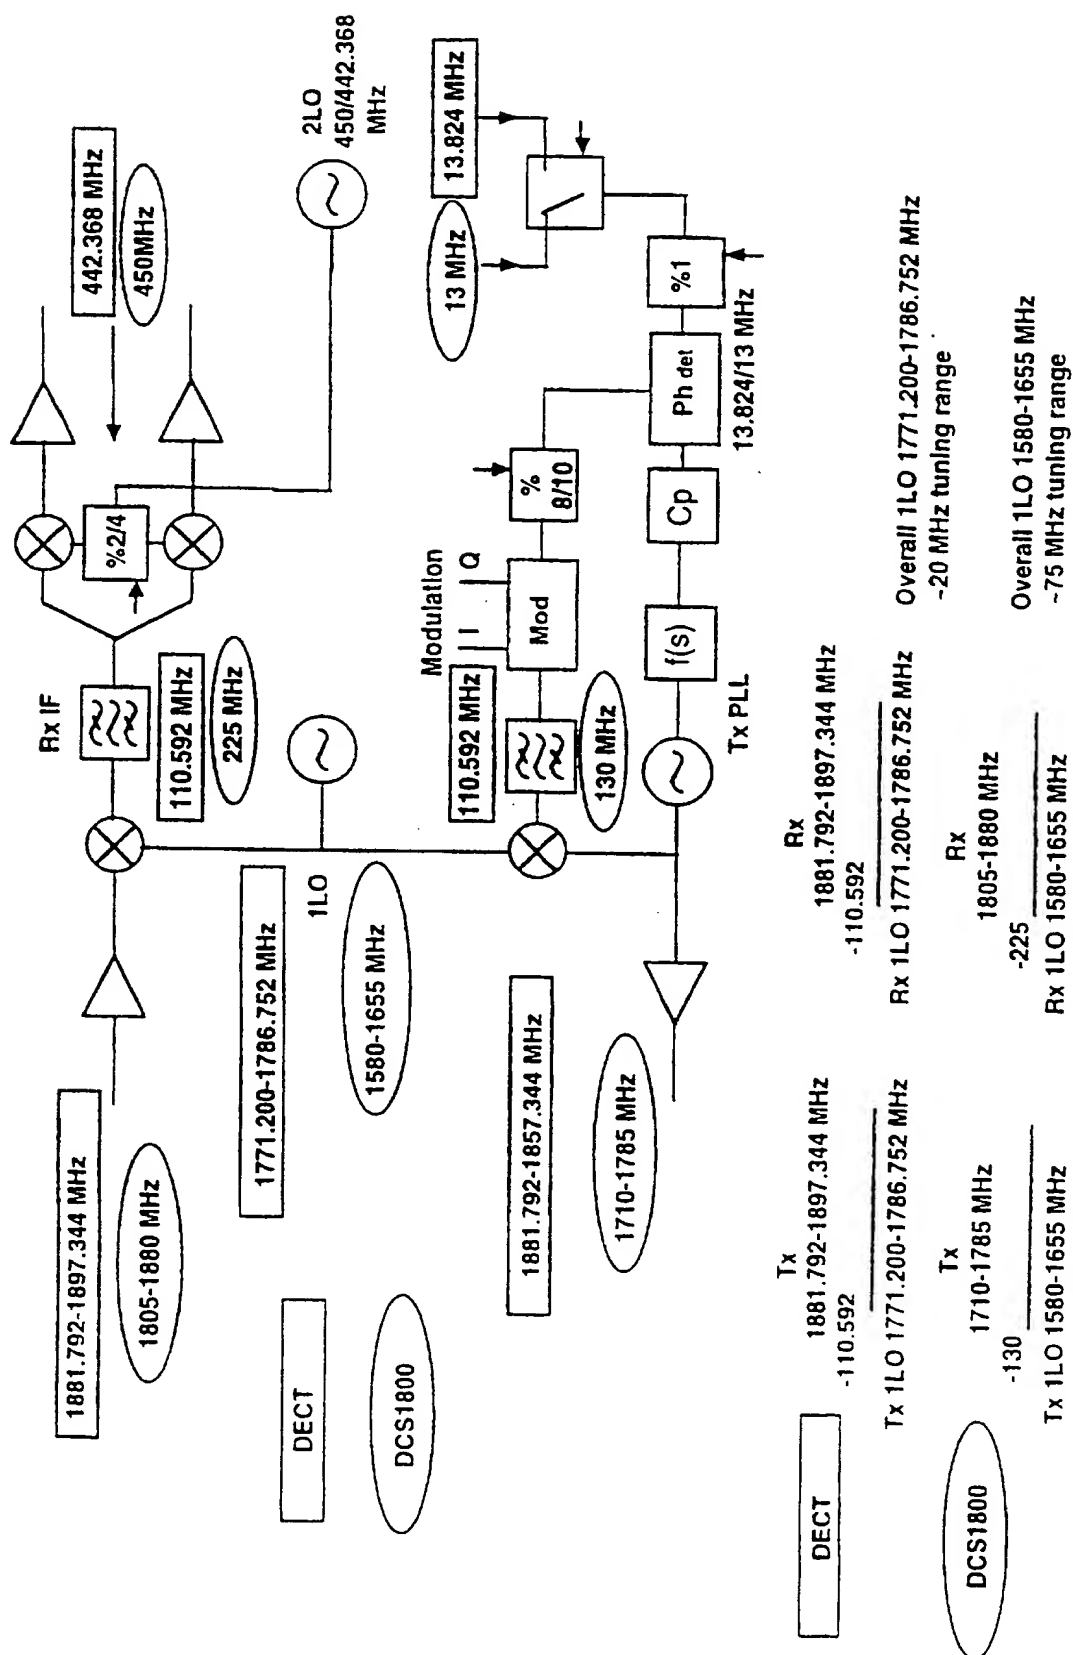 1881.792-1897.344 MHz
1805-1880 MHz
Rx IF
110.592 MHz
225 MHz
%2/4
442.368 MHz
450MHz
2LO
450/442.368
MHz
DECT
DCS1800
1771.200-1786.752 MHz
1LO
1580-1655 MHz
Modulation
I
Q
110.592 MHz
130 MHz
Mod
%
8/10
13 MHz
13.824 MHz
1881.792-1857.344 MHz
1710-1785 MHz
Tx PLL
f(s)
Cp
Ph det
%1
13.824/13 MHz
DECT
Tx
1881.792-1897.344 MHz
-110.592
Tx 1LO 1771.200-1786.752 MHz
Rx
1881.792-1897.344 MHz
-110.592
Rx 1LO 1771.200-1786.752 MHz
Overall 1LO 1771.200-1786.752 MHz
~20 MHz tuning range
DCS1800
Tx
1710-1785 MHz
-130
Tx 1LO 1580-1655 MHz
Rx
1805-1880 MHz
-225
Rx 1LO 1580-1655 MHz
Overall 1LO 1580-1655 MHz
~75 MHz tuning range